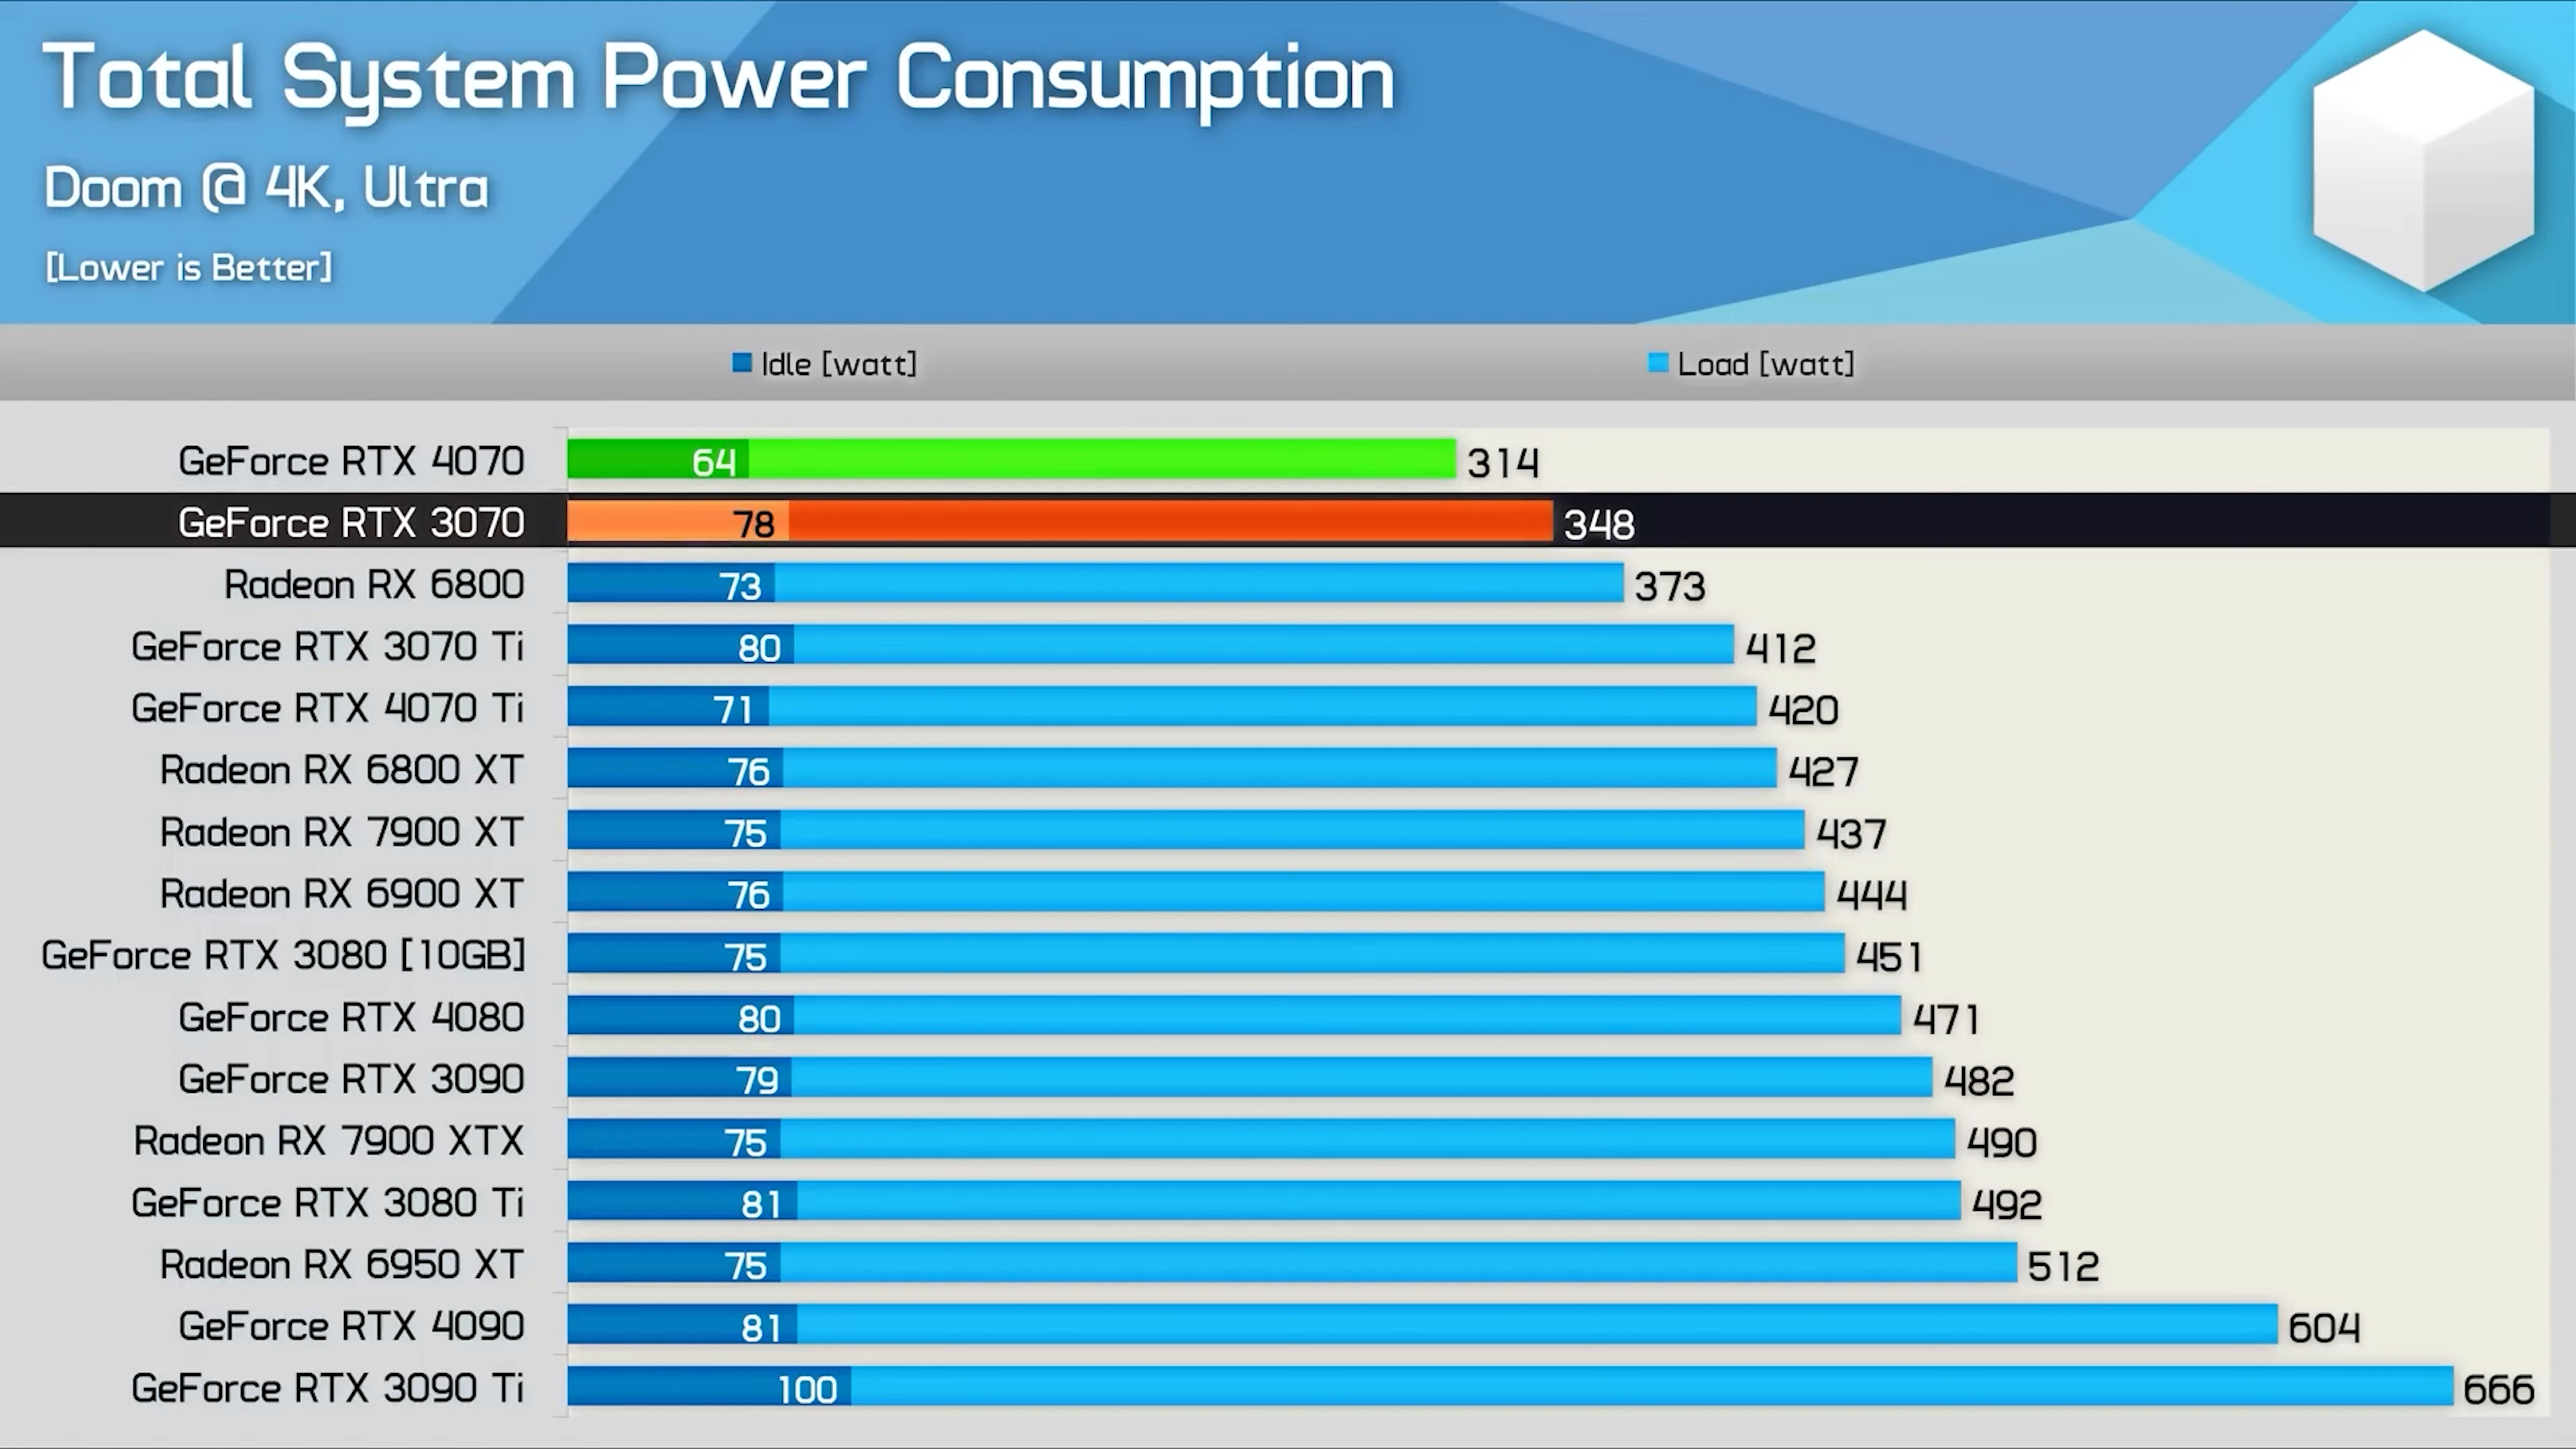 Total System Power Consumption
Doom @ 4K, Ultra
[Lower is Better]
Idle [watt] Load [watt]
GeForce RTX 4070 64 314
GeForce RTX 3070 78 348
Radeon RX 6800 73 373
GeForce RTX 3070 Ti 80 412
GeForce RTX 4070 Ti 71 420
Radeon RX 6800 XT 76 427
Radeon RX 7900 XT 75 437
Radeon RX 6900 XT 76 444
GeForce RTX 3080 [10GB] 75 451
GeForce RTX 4080 80 471
GeForce RTX 3090 79 482
Radeon RX 7900 XTX 75 490
GeForce RTX 3080 Ti 81 492
Radeon RX 6950 XT 75 512
GeForce RTX 4090 81 604
GeForce RTX 3090 Ti 100 666